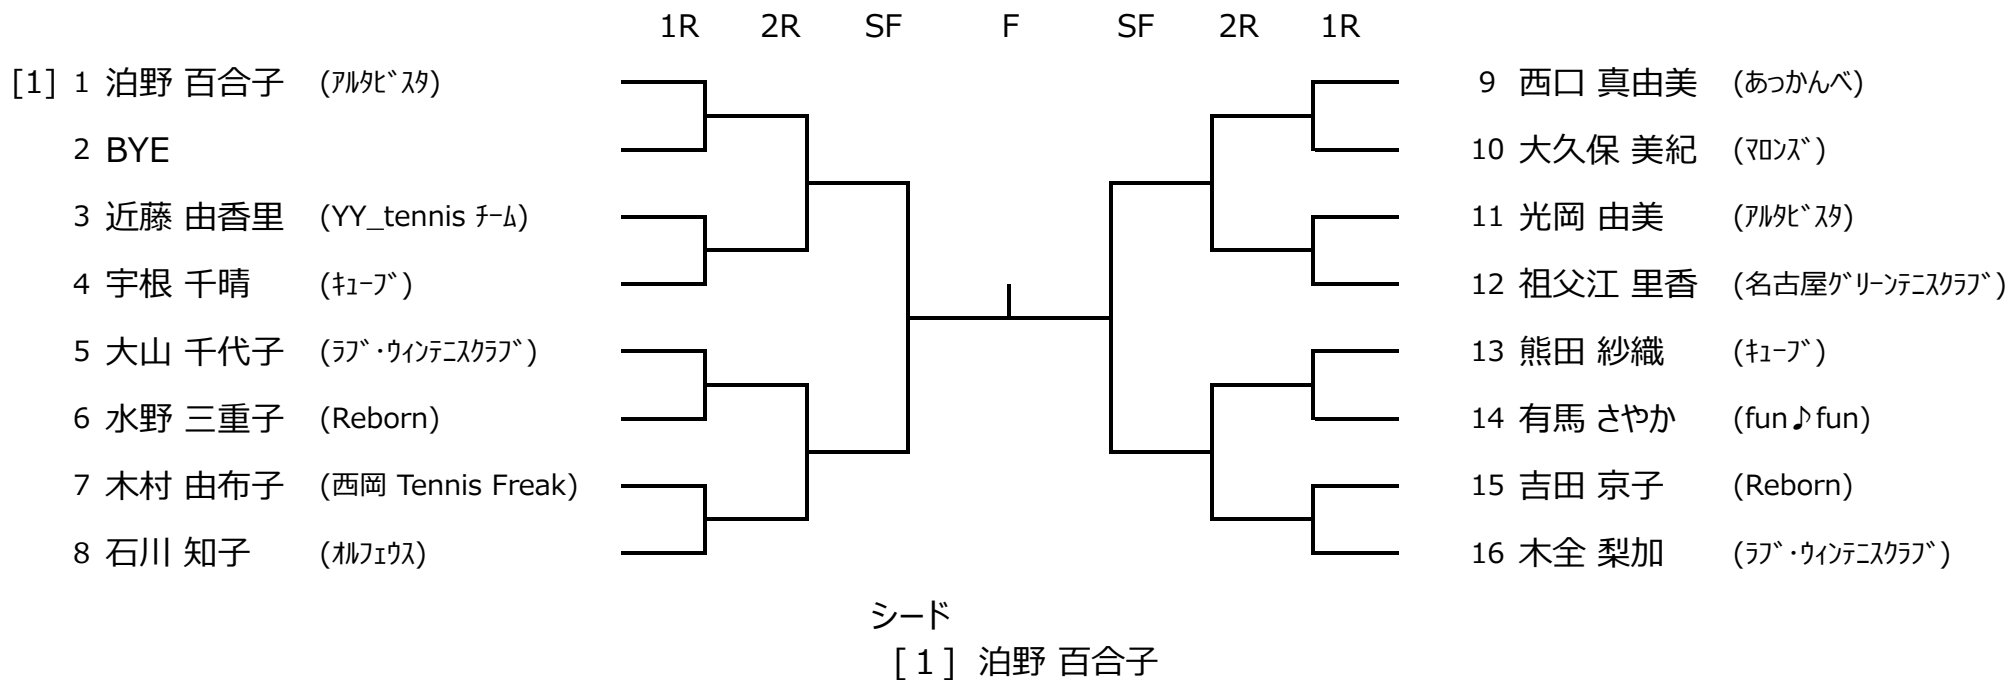 1R 2R SF F SF 2R 1R
[1] 1 泊野 百合子 (ｱﾙﾀﾋﾞｽﾀ) 9 西口 真由美 (あっかんべ)
2 BYE 10 大久保 美紀 (ﾏﾛﾝｽﾞ)
3 近藤 由香里 (YY_tennis ﾁｰﾑ) 11 光岡 由美 (ｱﾙﾀﾋﾞｽﾀ)
4 宇根 千晴 (ｷｭｰﾌﾞ) 12 祖父江 里香 (名古屋ｸﾞﾘｰﾝﾃﾆｽｸﾗﾌﾞ)
5 大山 千代子 (ﾗﾌﾞ･ｳｨﾝﾃﾆｽｸﾗﾌﾞ) 13 熊田 紗織 (ｷｭｰﾌﾞ)
6 水野 三重子 (Reborn) 14 有馬 さやか (fun♪fun)
7 木村 由布子 (西岡 Tennis Freak) 15 吉田 京子 (Reborn)
8 石川 知子 (ｵﾙﾌｪｳｽ) 16 木全 梨加 (ﾗﾌﾞ･ｳｨﾝﾃﾆｽｸﾗﾌﾞ)
シード
[１] 泊野 百合子